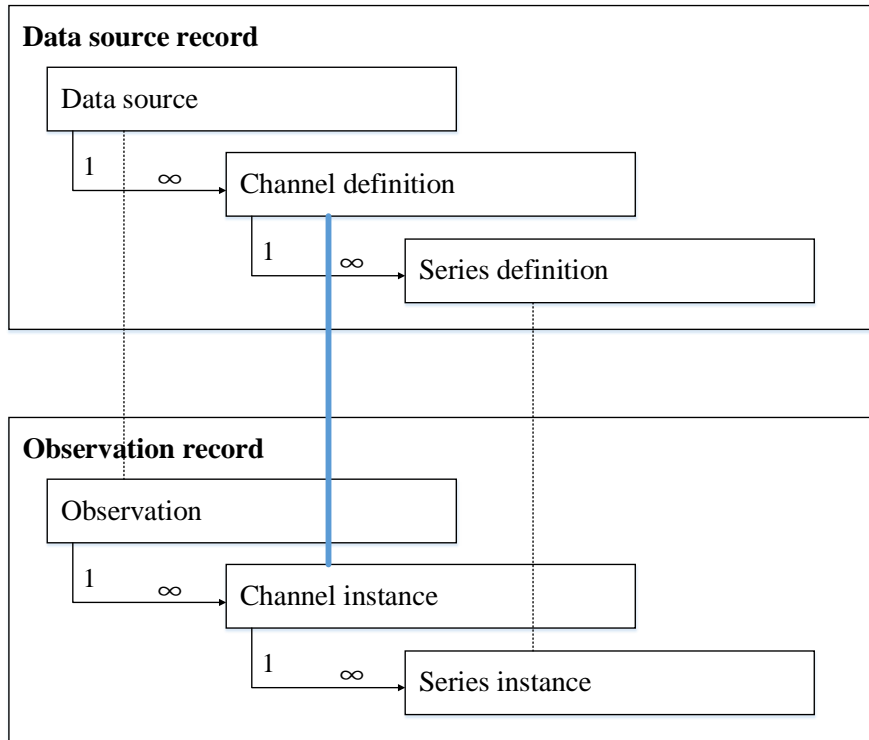 Data source record
Data source
1 ∞
Channel definition
1 ∞
Series definition
Observation record
Observation
1 ∞
Channel instance
1 ∞
Series instance